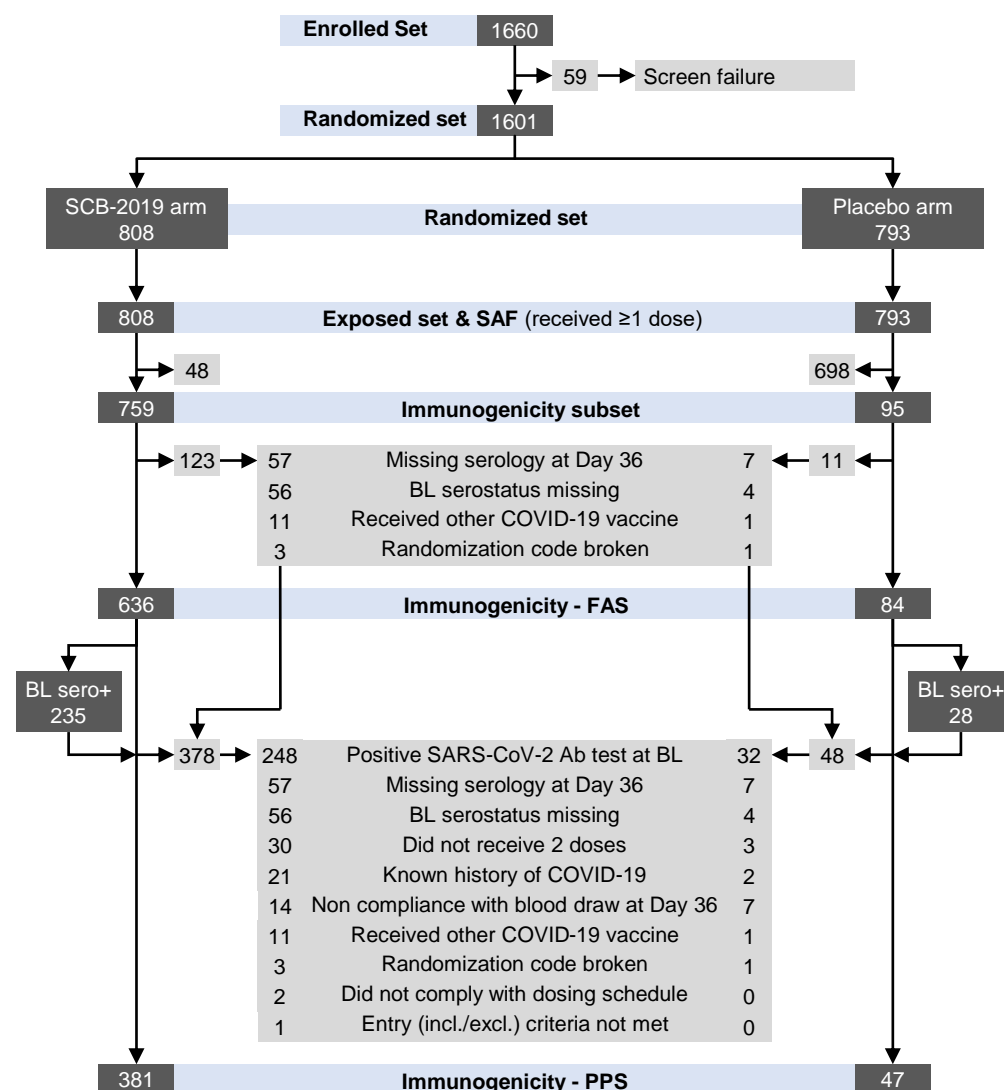 Enrolled Set 1660
59 Screen failure
Randomized set 1601
SCB-2019 arm
808
Randomized set
Placebo arm
793
808 Exposed set & SAF (received ≥1 dose) 793
48 698
759 Immunogenicity subset 95
123 57 Missing serology at Day 36 7 11
56 BL serostatus missing 4
11 Received other COVID-19 vaccine 1
3 Randomization code broken 1
636 Immunogenicity - FAS 84
BL sero+
235
BL sero+
28
378 248 Positive SARS-CoV-2 Ab test at BL 32 48
57 Missing serology at Day 36 7
56 BL serostatus missing 4
30 Did not receive 2 doses 3
21 Known history of COVID-19 2
14 Non compliance with blood draw at Day 36 7
11 Received other COVID-19 vaccine 1
3 Randomization code broken 1
2 Did not comply with dosing schedule 0
1 Entry (incl./excl.) criteria not met 0
381 Immunogenicity - PPS 47